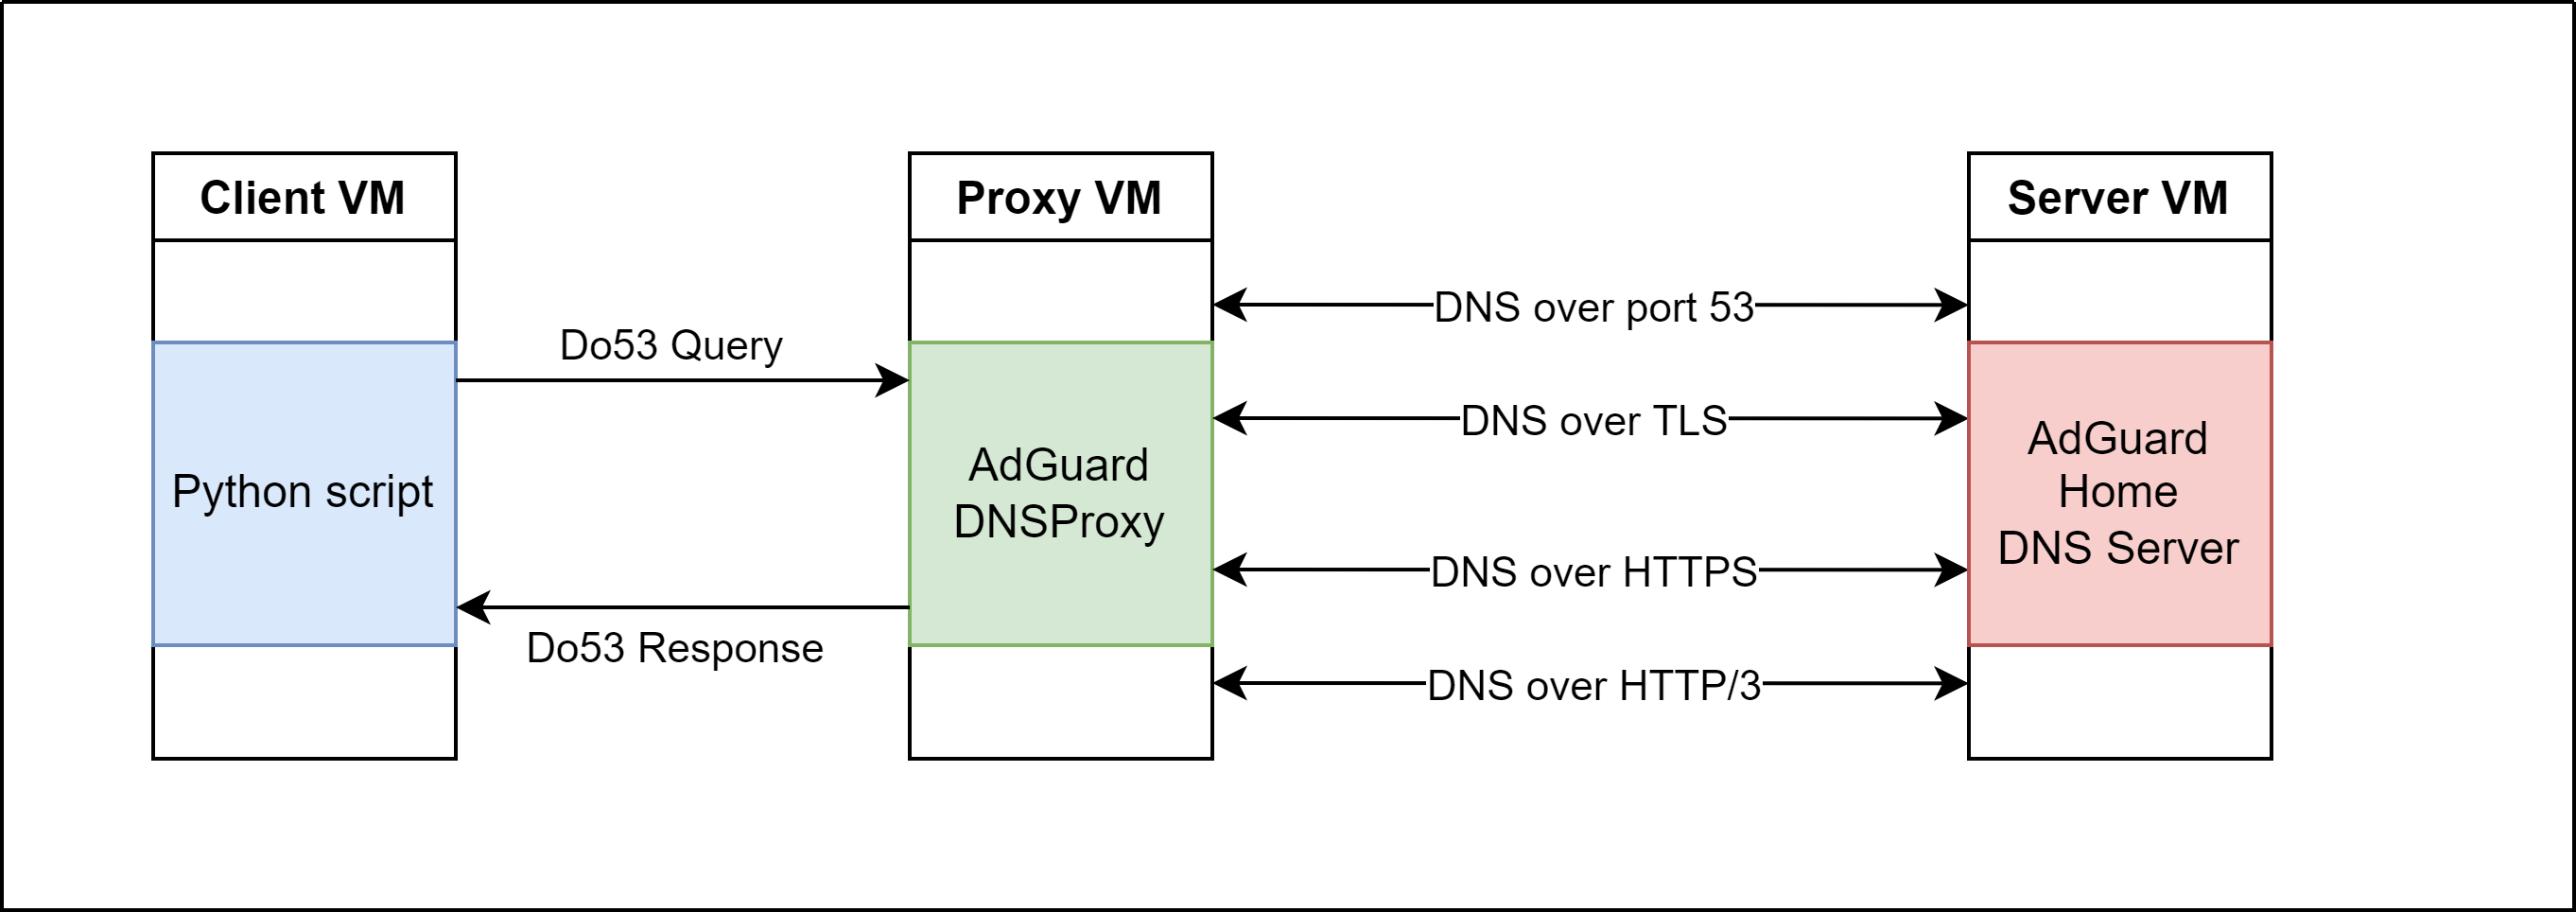 Client VM
Proxy VM
Server VM
Python script
Do53 Query
Do53 Response
AdGuard
DNSProxy
DNS over port 53
DNS over TLS
DNS over HTTPS
DNS over HTTP/3
AdGuard
Home
DNS Server